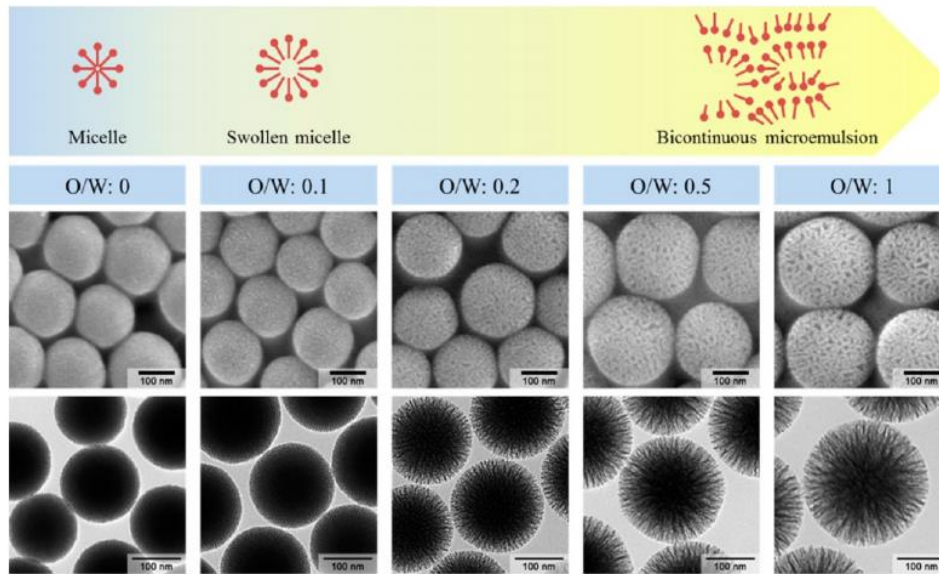 Micelle
Swollen micelle
Bicontinuous microemulsion
O/W: 0
O/W: 0.1
O/W: 0.2
O/W: 0.5
O/W: 1
100 nm
100 nm
100 nm
100 nm
100 nm
100 nm
100 nm
100 nm
100 nm
100 nm